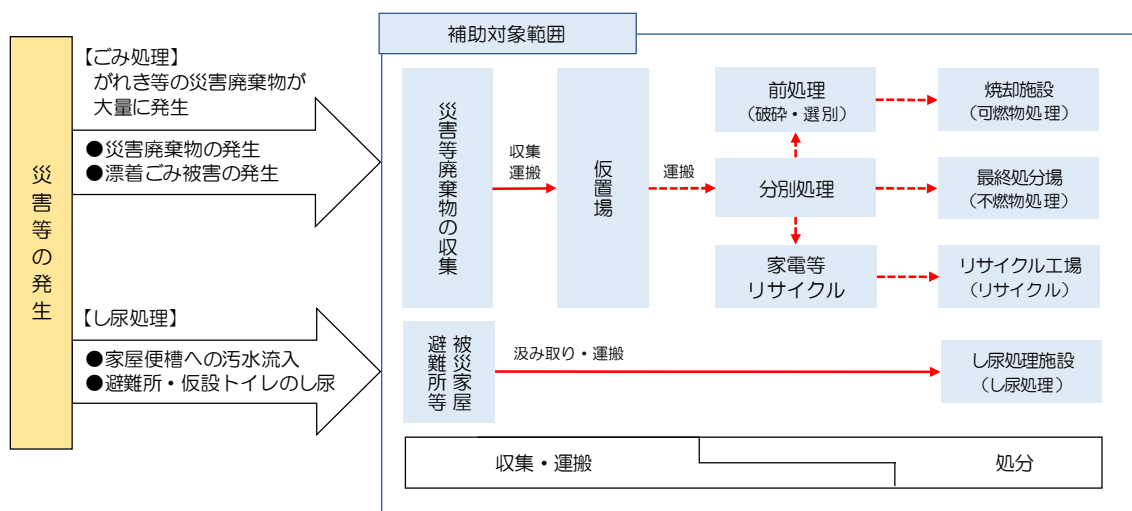 補助対象範囲
災害等の発生
【ごみ処理】
がれき等の災害廃棄物が
大量に発生
●災害廃棄物の発生
●漂着ごみ被害の発生
【し尿処理】
●家屋便槽への汚水流入
●避難所・仮設トイレのし尿
災害等廃棄物の収集
収集
運搬
仮置場
運搬
前処理
（破砕・選別）
分別処理
家電等
リサイクル
焼却施設
（可燃物処理）
最終処分場
（不燃物処理）
リサイクル工場
（リサイクル）
被災家屋
避難所等
汲み取り・運搬
し尿処理施設
（し尿処理）
収集・運搬
処分